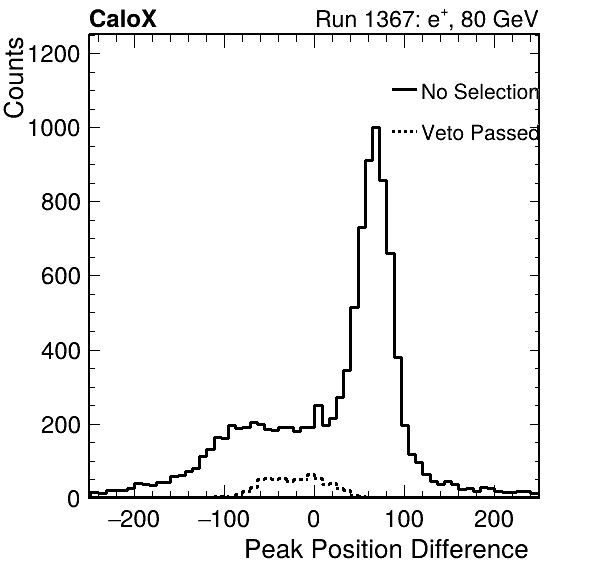 CaloX Run 1367: e⁺, 80 GeV
Counts
1200
1000
800
600
400
200
0
No Selection
Veto Passed
−200 −100 0 100 200
Peak Position Difference